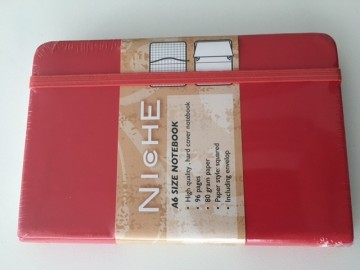 NICHE
A6 SIZE NOTEBOOK
• High quality, hard cover notebook
• 96 pages
• 80 gram paper
• Paper style: squared
• Including envelop